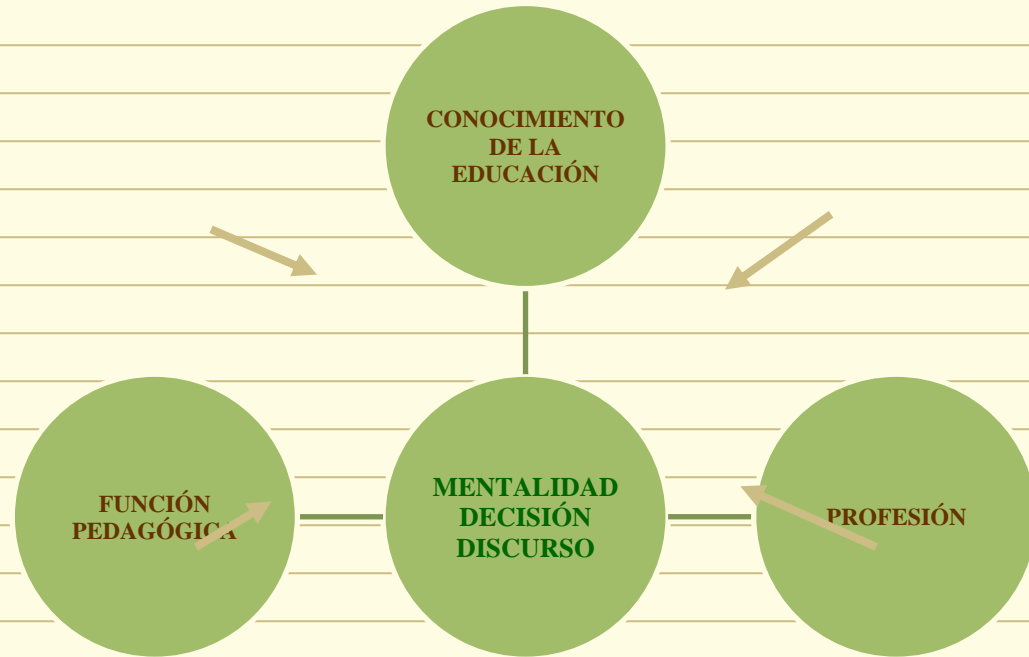 CONOCIMIENTO
DE LA
EDUCACIÓN
FUNCIÓN
PEDAGÓGICA
MENTALIDAD
DECISIÓN
DISCURSO
PROFESIÓN